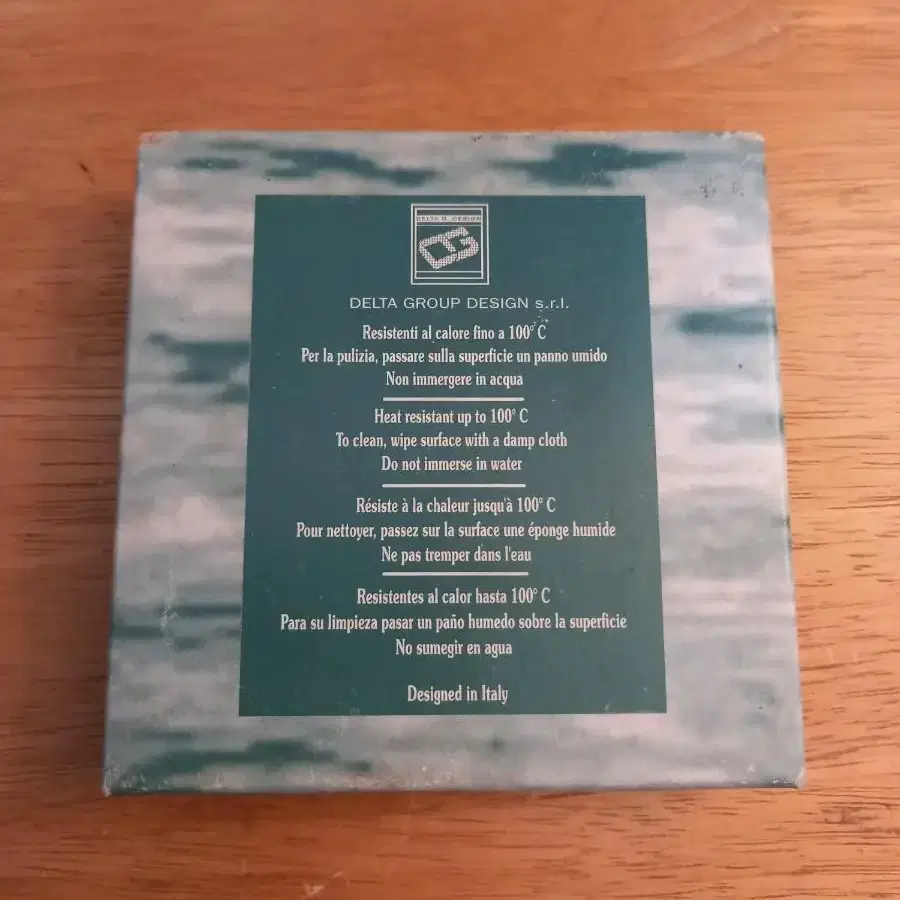 DELTA G. DESIGN
DG
DELTA GROUP DESIGN s.r.l.
Resistenti al calore fino a 100° C
Per la pulizia, passare sulla superficie un panno umido
Non immergere in acqua
Heat resistant up to 100° C
To clean, wipe surface with a damp cloth
Do not immerse in water
Résiste à la chaleur jusqu'à 100° C
Pour nettoyer, passez sur la surface une éponge humide
Ne pas tremper dans l'eau
Resistentes al calor hasta 100° C
Para su limpieza pasar un paño humedo sobre la superficie
No sumegir en agua
Designed in Italy